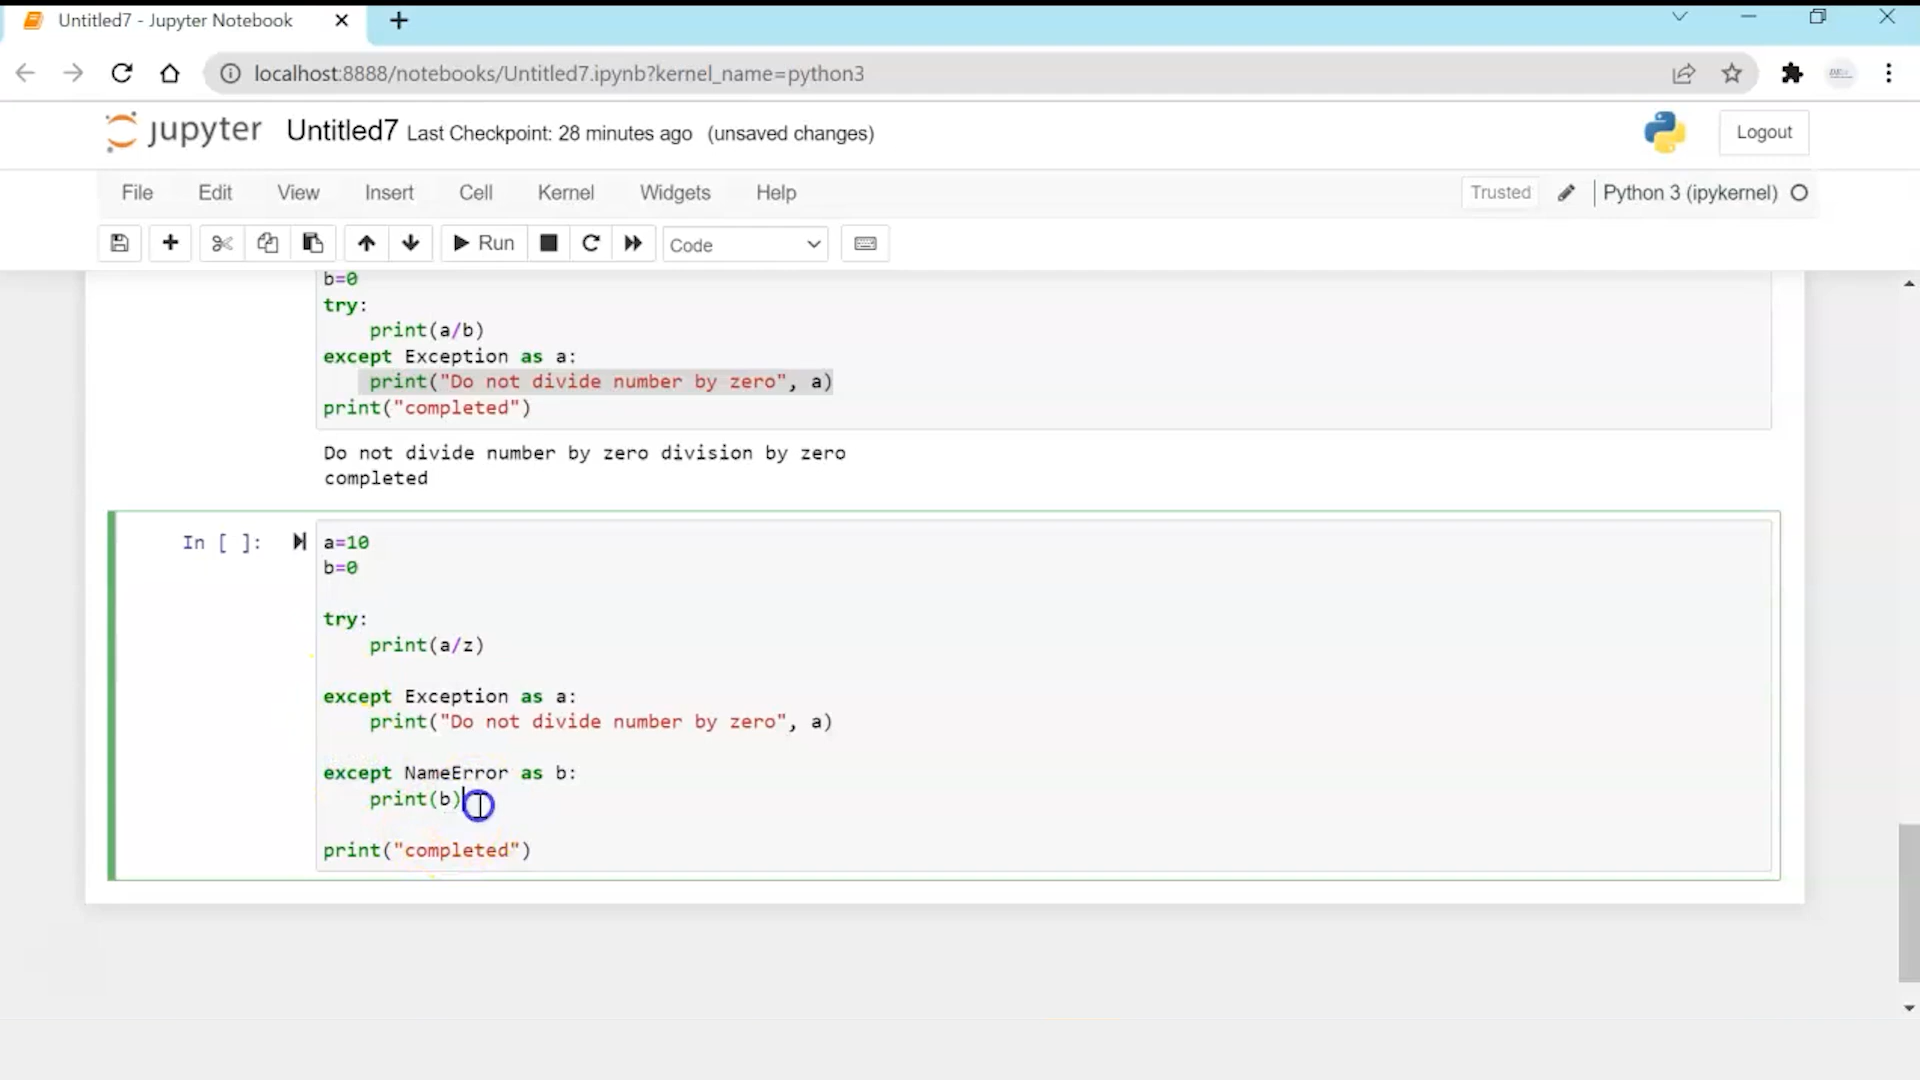 Untitled7 - Jupyter Notebook
localhost:8888/notebooks/Untitled7.ipynb?kernel_name=python3
jupyter Untitled7 Last Checkpoint: 28 minutes ago (unsaved changes)
Logout
File Edit View Insert Cell Kernel Widgets Help
Trusted Python 3 (ipykernel)
Run Code
b=0
try:
    print(a/b)
except Exception as a:
    print("Do not divide number by zero", a)
print("completed")
Do not divide number by zero division by zero
completed
In [ ]:
a=10
b=0
try:
    print(a/z)
except Exception as a:
    print("Do not divide number by zero", a)
except NameError as b:
    print(b)
print("completed")